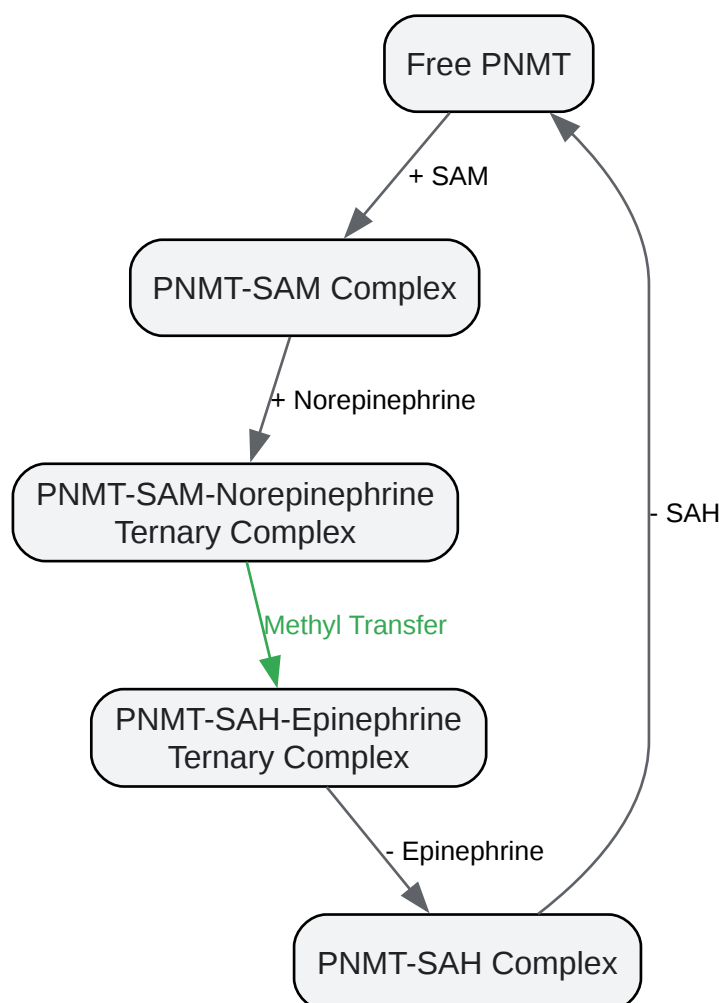 Free PNMT
+ SAM
PNMT-SAM Complex
+ Norepinephrine
PNMT-SAM-Norepinephrine
Ternary Complex
- SAH
Methyl Transfer
PNMT-SAH-Epinephrine
Ternary Complex
- Epinephrine
PNMT-SAH Complex